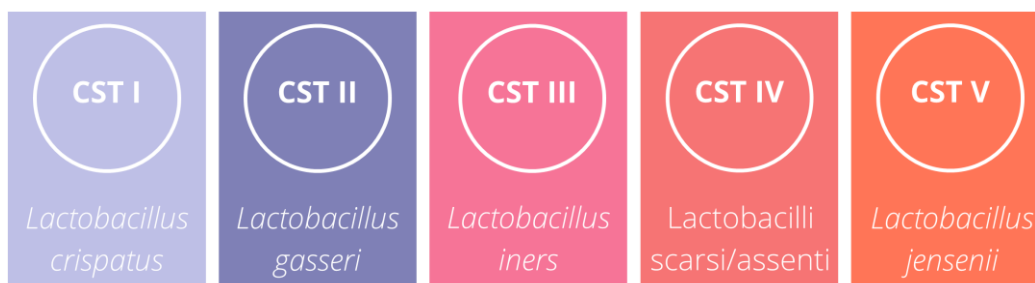 CST I
Lactobacillus
crispatus
CST II
Lactobacillus
gasseri
CST III
Lactobacillus
iners
CST IV
Lactobacilli
scarsi/assenti
CST V
Lactobacillus
jensenii